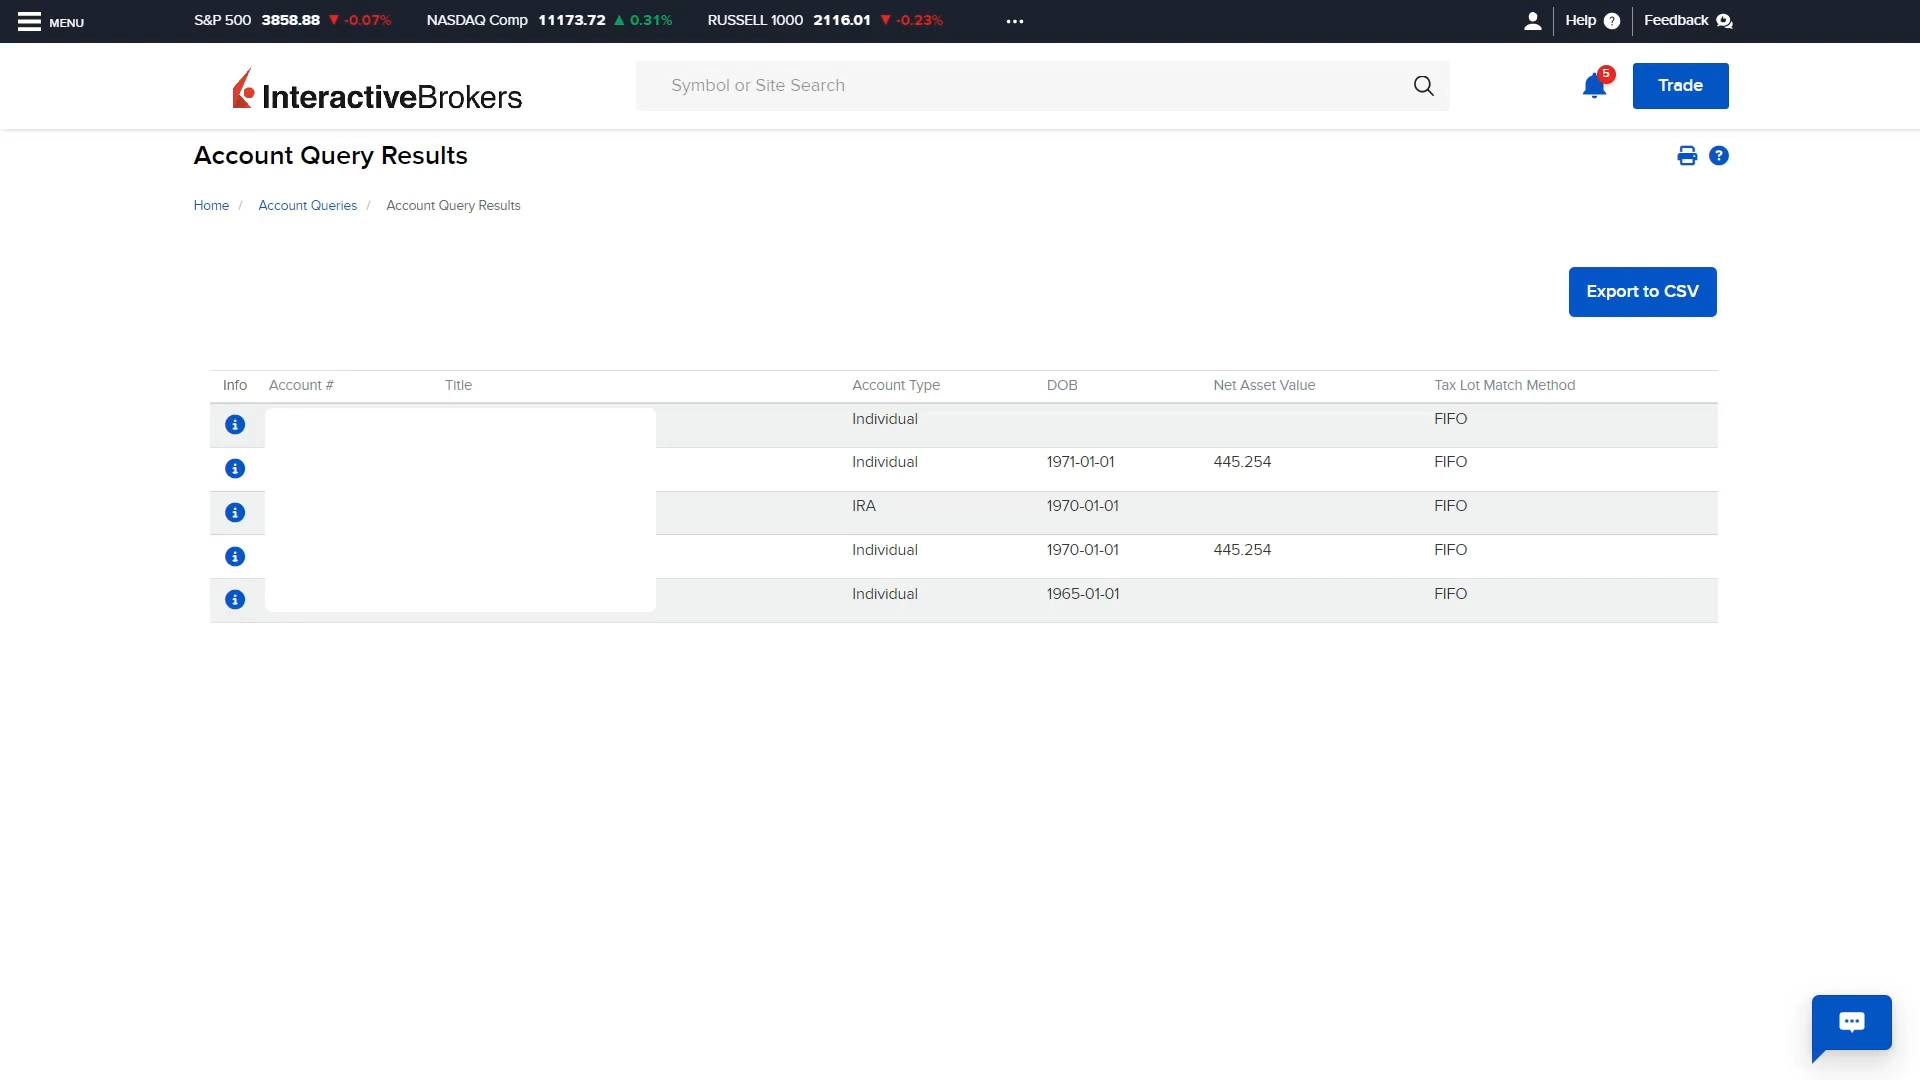 MENU S&P 500 3858.88 ▼ -0.07% NASDAQ Comp 11173.72 ▲ 0.31% RUSSELL 1000 2116.01 ▼ -0.23% ... Help ? Feedback
InteractiveBrokers Symbol or Site Search 5 Trade
Account Query Results ?
Home / Account Queries / Account Query Results
Export to CSV
Info Account # Title Account Type DOB Net Asset Value Tax Lot Match Method
i Individual FIFO
i Individual 1971-01-01 445.254 FIFO
i IRA 1970-01-01 FIFO
i Individual 1970-01-01 445.254 FIFO
i Individual 1965-01-01 FIFO